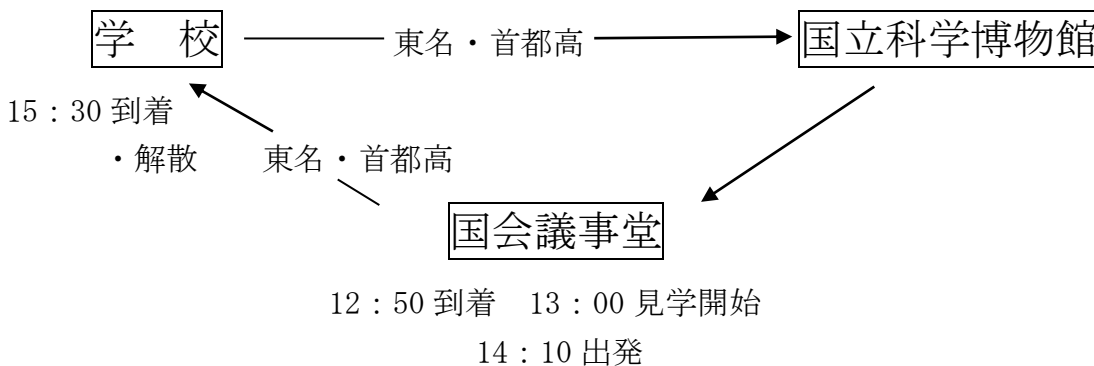 学　校
東名・首都高
国立科学博物館
15：30 到着
・解散
東名・首都高
国会議事堂
12：50 到着　13：00 見学開始
14：10 出発